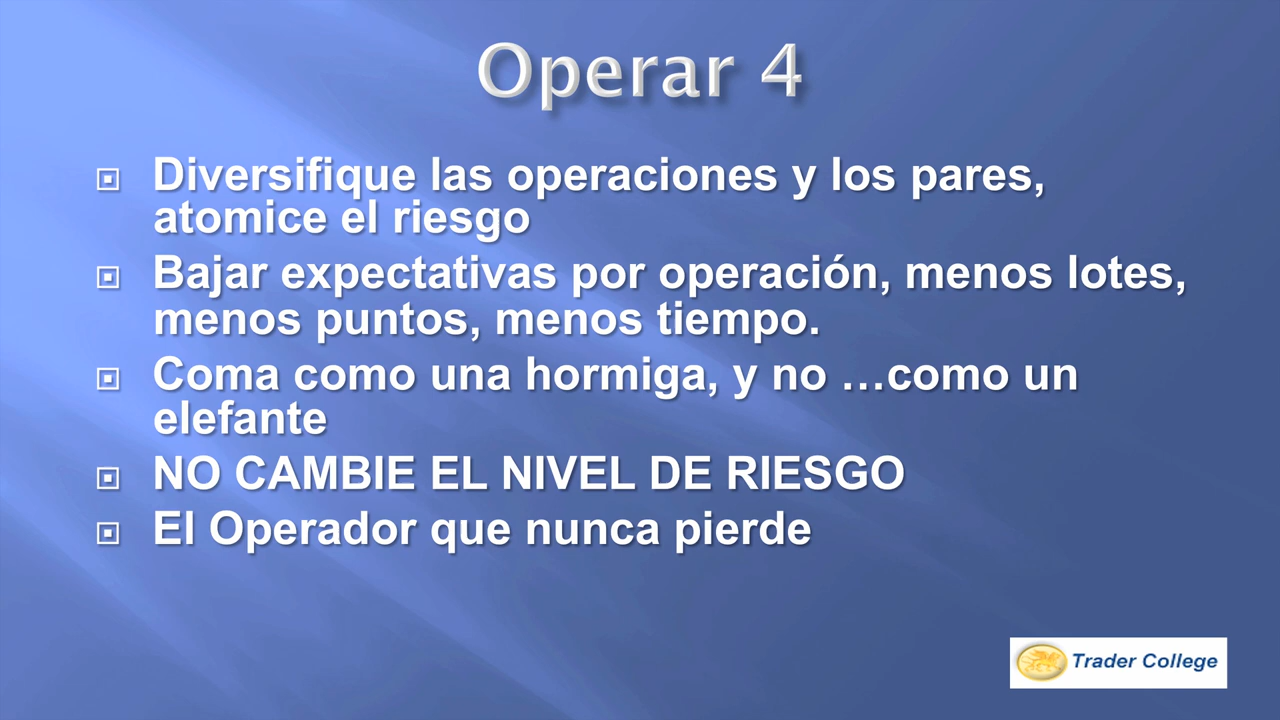 Operar 4
Diversifique las operaciones y los pares,
atomice el riesgo
Bajar expectativas por operación, menos lotes,
menos puntos, menos tiempo.
Coma como una hormiga, y no …como un
elefante
NO CAMBIE EL NIVEL DE RIESGO
El Operador que nunca pierde
Trader College